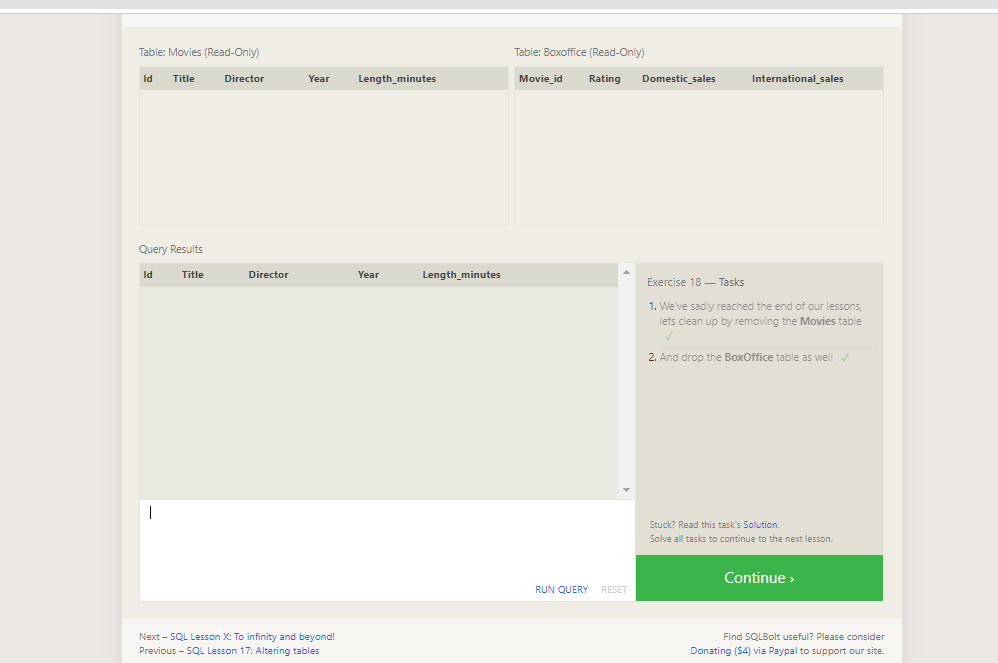 Table: Movies (Read-Only)
Id Title Director Year Length_minutes
Table: Boxoffice (Read-Only)
Movie_id Rating Domestic_sales International_sales
Query Results
Id Title Director Year Length_minutes
Exercise 18 — Tasks
1. We've sadly reached the end of our lessons,
lets clean up by removing the Movies table
✓
2. And drop the BoxOffice table as well ✓
Stuck? Read this task's Solution.
Solve all tasks to continue to the next lesson.
RUN QUERY RESET
Continue ›
Next – SQL Lesson X: To infinity and beyond!
Previous – SQL Lesson 17: Altering tables
Find SQLBolt useful? Please consider
Donating ($4) via Paypal to support our site.